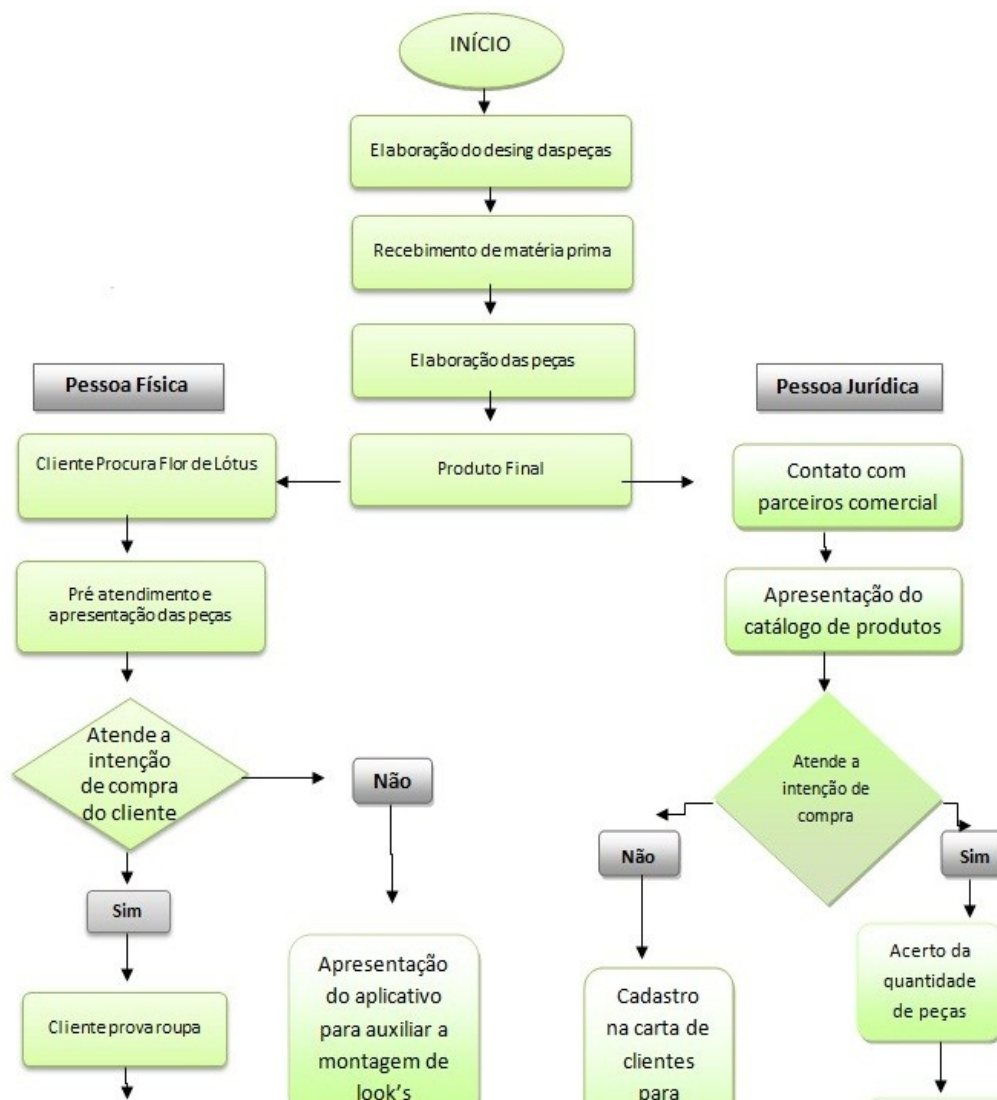 INÍCIO
Elaboração do desing das peças
Recebimento de matéria prima
Elaboração das peças
Pessoa Física
Pessoa Jurídica
Cliente Procura Flor de Lótus
Produto Final
Contato com
parceiros comercial
Pré atendimento e
apresentação das peças
Apresentação do
catálogo de produtos
Atende a
intenção
de compra
do cliente
Não
Atende a
intenção de
compra
Não
Sim
Sim
Apresentação
do aplicativo
para auxiliar a
montagem de
look's
Cadastro
na carta de
clientes
para
Acerto da
quantidade
de peças
Cliente prova roupa